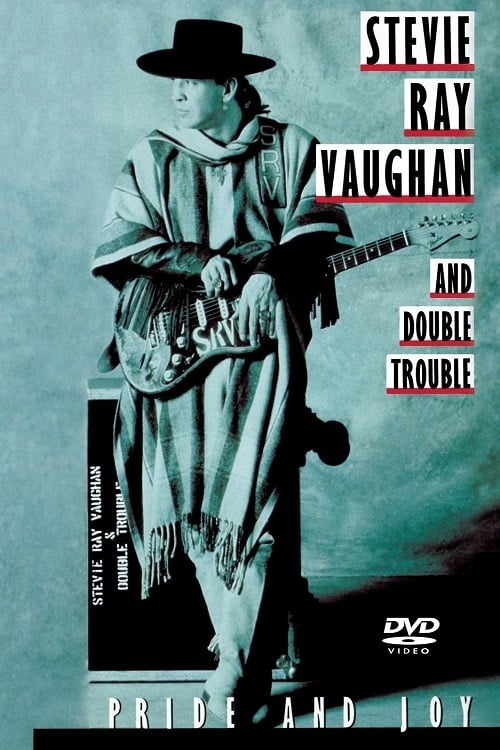 STEVIE
RAY
VAUGHAN
AND
DOUBLE
TROUBLE
SRV
SRV
STEVIE RAY VAUGHAN
&
DOUBLE TROUBLE
DVD
VIDEO
PRIDE AND JOY